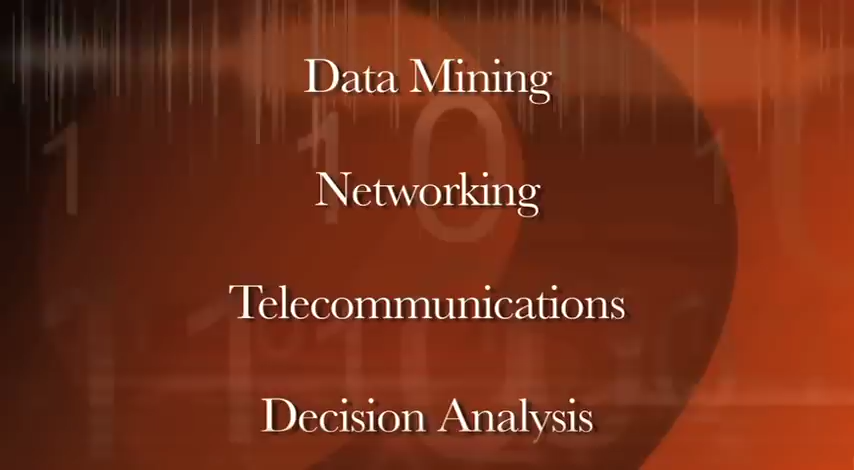 Data Mining
Networking
Telecommunications
Decision Analysis